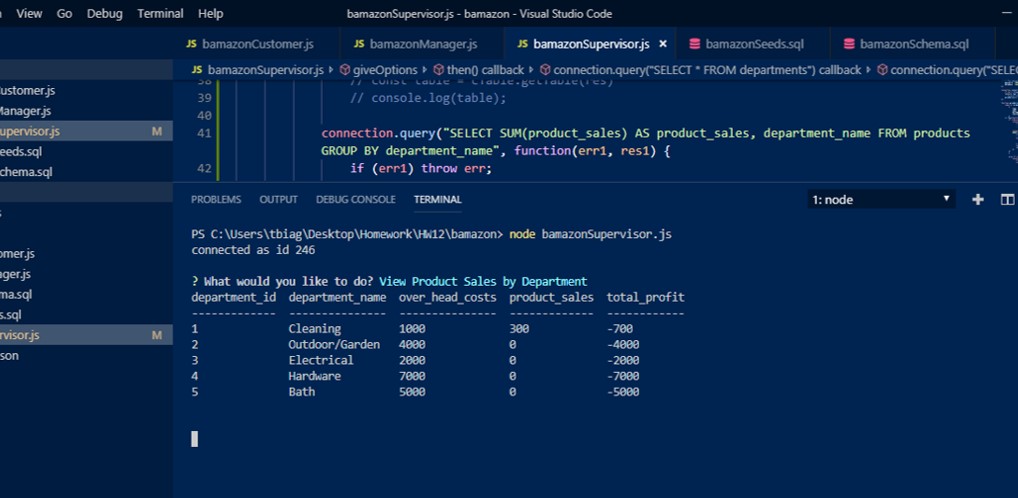 View Go Debug Terminal Help bamazonSupervisor.js - bamazon - Visual Studio Code
JS bamazonCustomer.js JS bamazonManager.js JS bamazonSupervisor.js × bamazonSeeds.sql bamazonSchema.sql
JS bamazonSupervisor.js ▸ giveOptions ▸ then() callback ▸ connection.query("SELECT * FROM departments") callback ▸ connection.query("SELE
ustomer.js
Manager.js
upervisor.js M
eeds.sql
chema.sql
s
omer.js
ager.js
ma.sql
s.sql
rvisor.js M
son
38 // const table = cTable.getTable(res)
39 // console.log(table);
40
41 connection.query("SELECT SUM(product_sales) AS product_sales, department_name FROM products
GROUP BY department_name", function(err1, res1) {
42 if (err1) throw err;
PROBLEMS OUTPUT DEBUG CONSOLE TERMINAL 1: node
PS C:\Users\tbiag\Desktop\Homework\HW12\bamazon> node bamazonSupervisor.js
connected as id 246
? What would you like to do? View Product Sales by Department
department_id department_name over_head_costs product_sales total_profit
------------- --------------- --------------- ------------- ------------
1 Cleaning 1000 300 -700
2 Outdoor/Garden 4000 0 -4000
3 Electrical 2000 0 -2000
4 Hardware 7000 0 -7000
5 Bath 5000 0 -5000